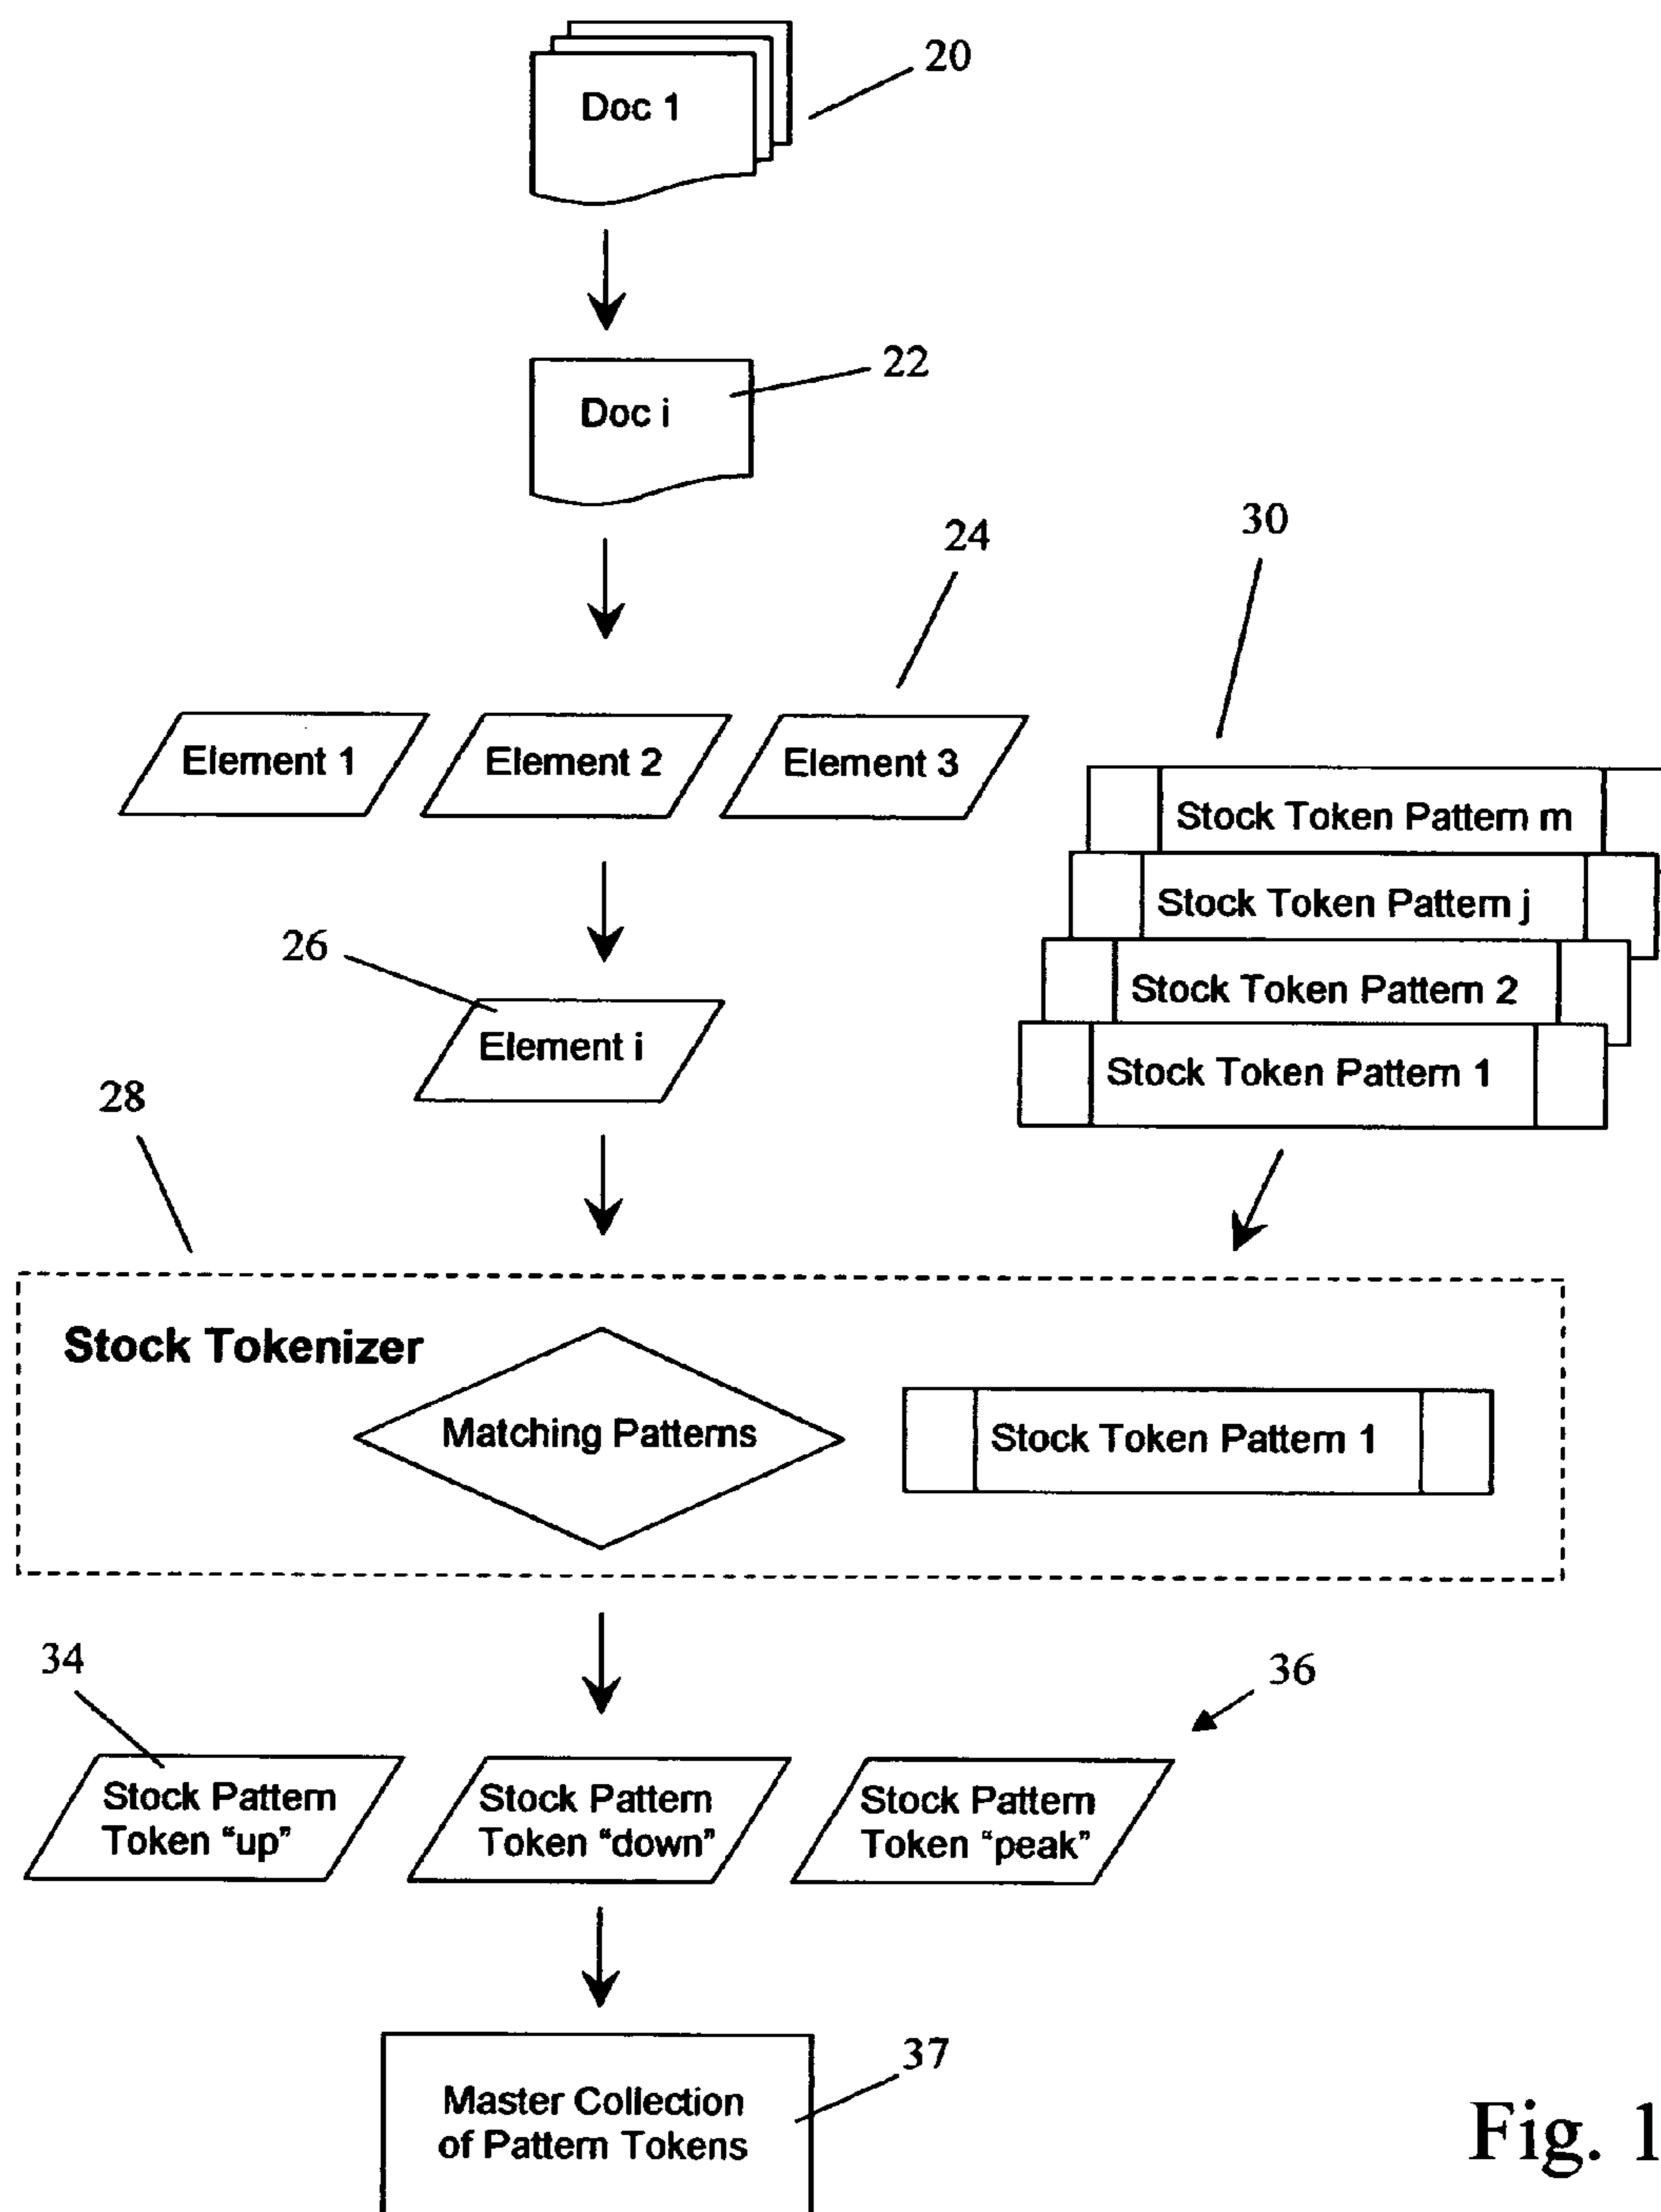 20
Doc 1
22
Doc i
24
30
Element 1
Element 2
Element 3
Stock Token Pattern m
Stock Token Pattern j
26
Stock Token Pattern 2
Element i
Stock Token Pattern 1
28
Stock Tokenizer
Matching Patterns
Stock Token Pattern 1
34
36
Stock Pattern
Token “up”
Stock Pattern
Token “down”
Stock Pattern
Token “peak”
37
Master Collection
of Pattern Tokens
Fig. 1